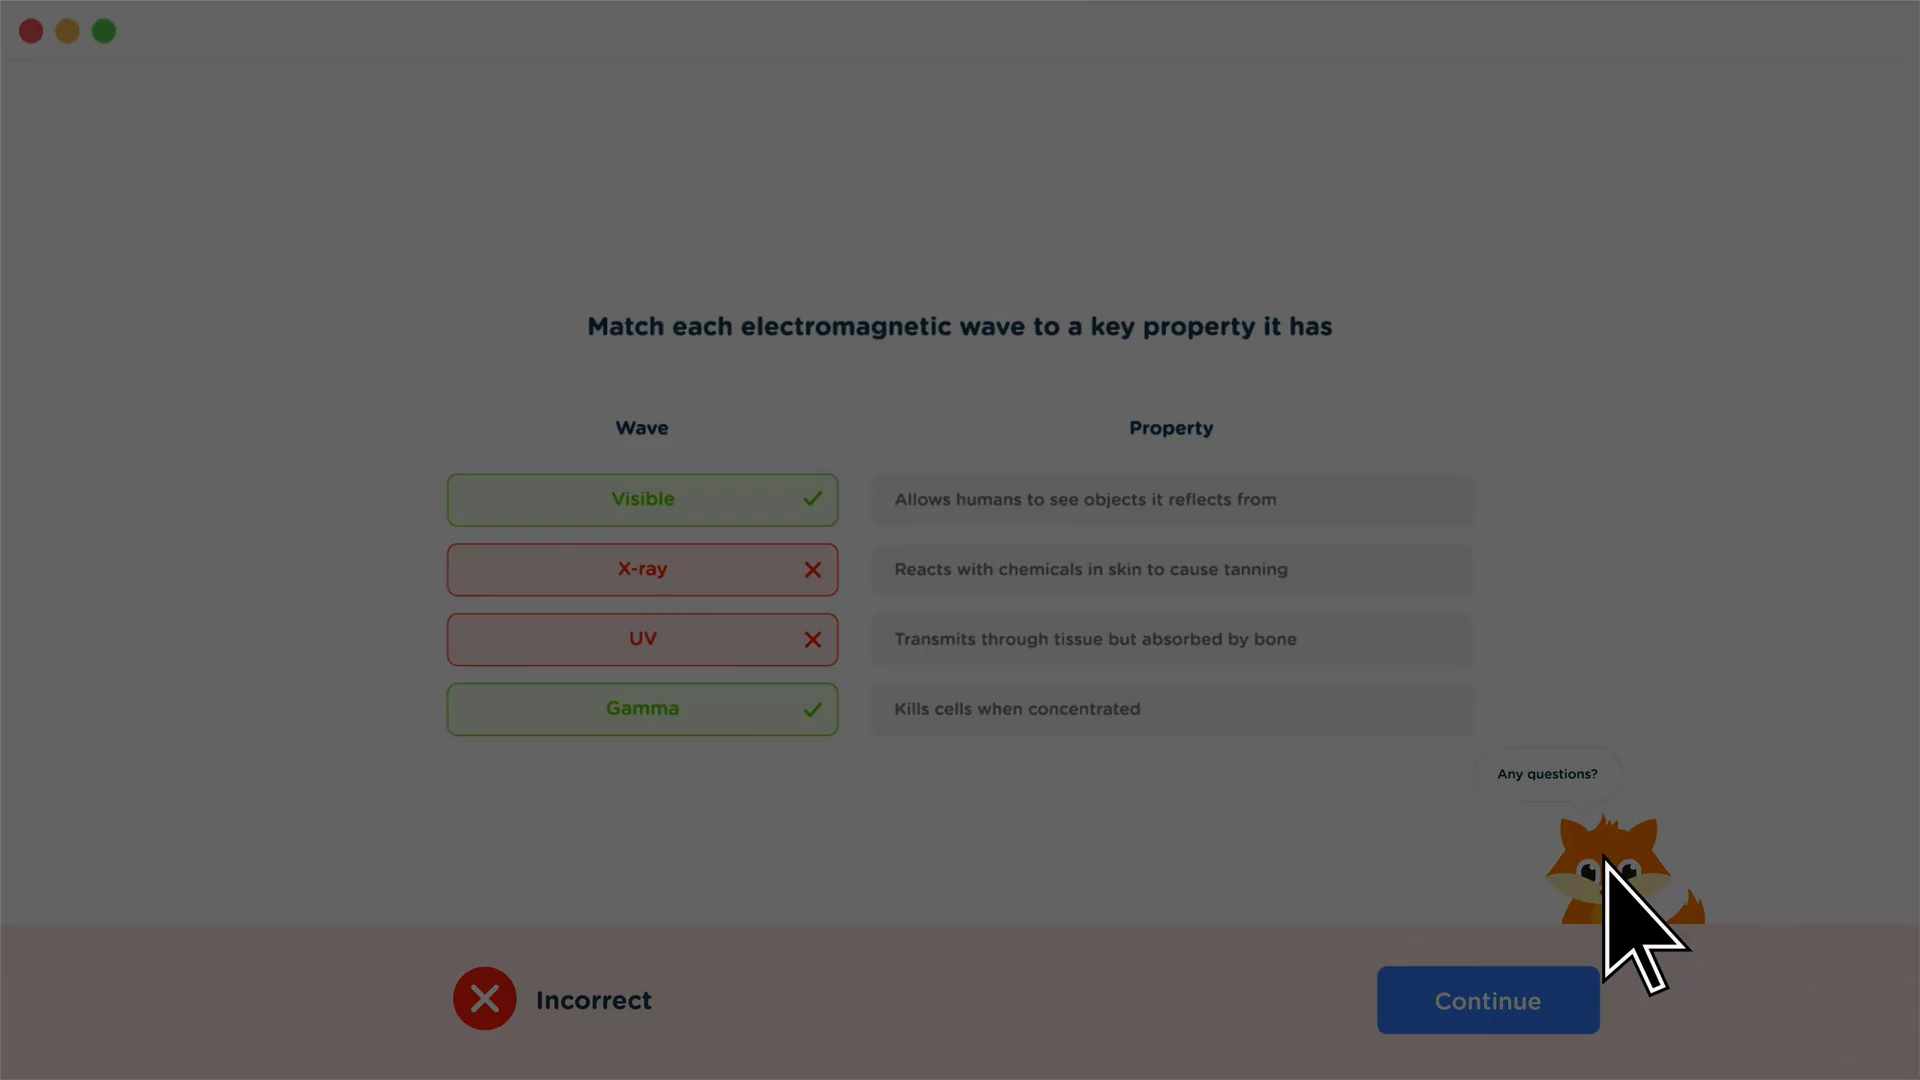 Match each electromagnetic wave to a key property it has
Wave Property
Visible Allows humans to see objects it reflects from
X-ray Reacts with chemicals in skin to cause tanning
UV Transmits through tissue but absorbed by bone
Gamma Kills cells when concentrated
Any questions?
Incorrect Continue